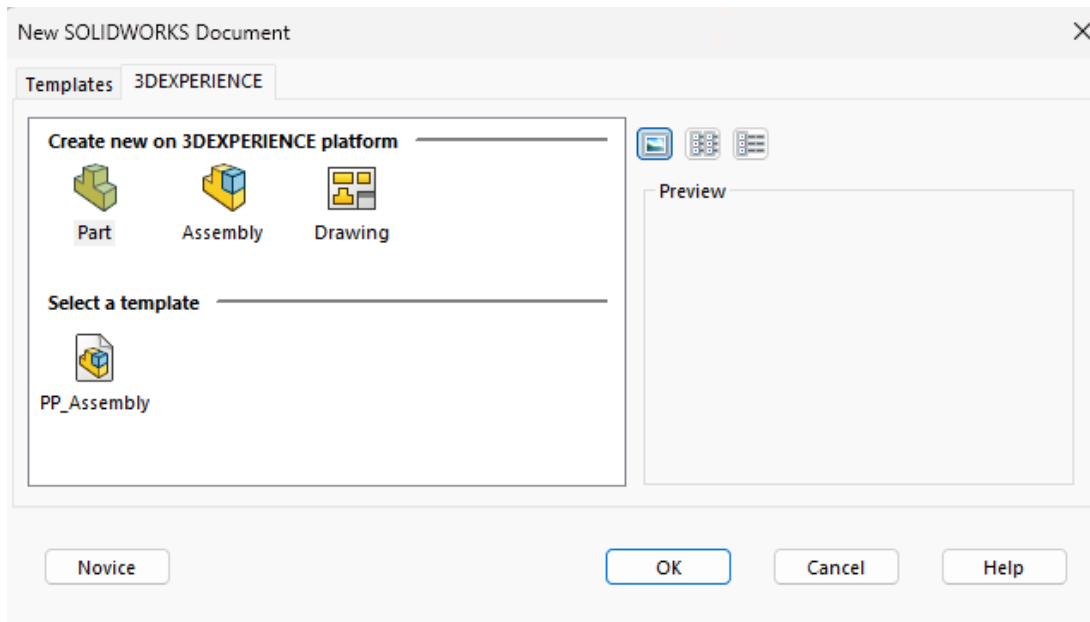 New SOLIDWORKS Document
Templates 3DEXPERIENCE
Create new on 3DEXPERIENCE platform
Part Assembly Drawing
Select a template
PP_Assembly
Preview
Novice OK Cancel Help